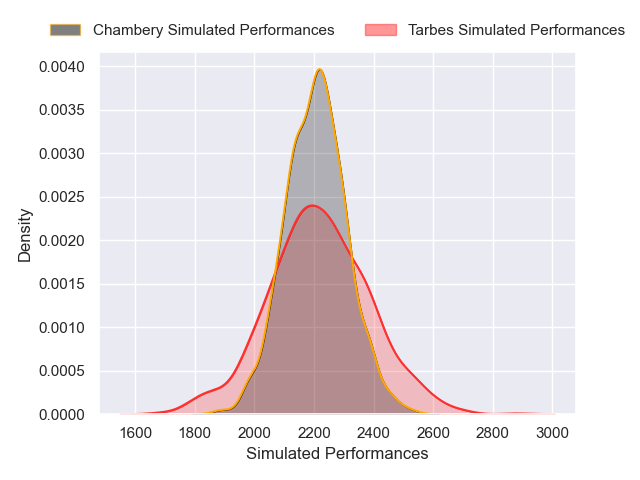 Chambery Simulated Performances
Tarbes Simulated Performances
0.0040
0.0035
0.0030
0.0025
0.0020
0.0015
0.0010
0.0005
0.0000
Density
1600 1800 2000 2200 2400 2600 2800 3000
Simulated Performances